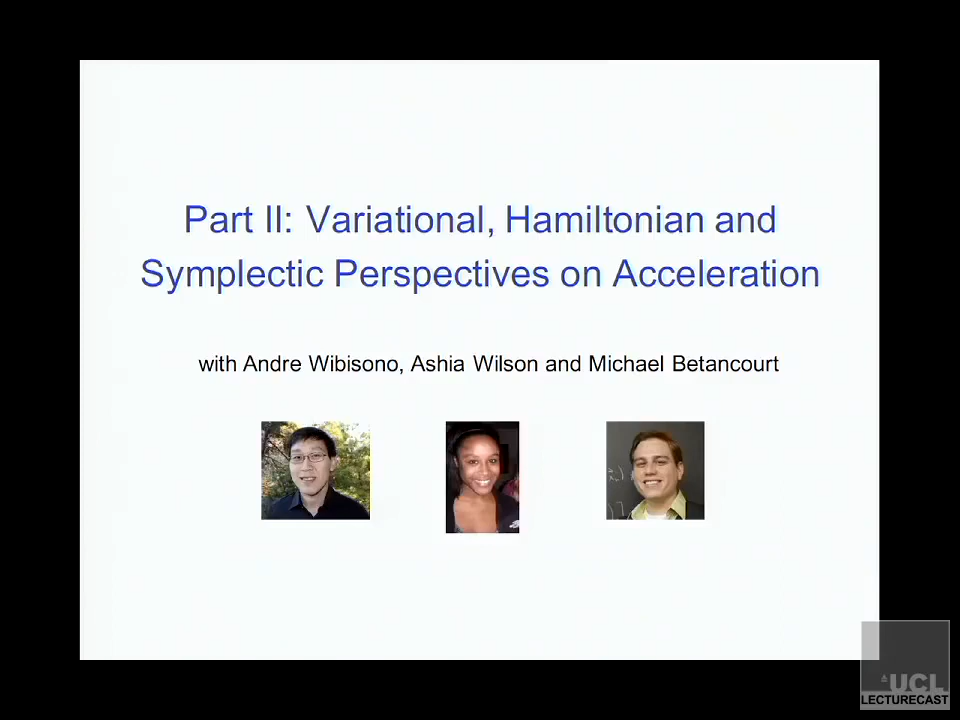 Part II: Variational, Hamiltonian and
Symplectic Perspectives on Acceleration
with Andre Wibisono, Ashia Wilson and Michael Betancourt
UCL
LECTURECAST